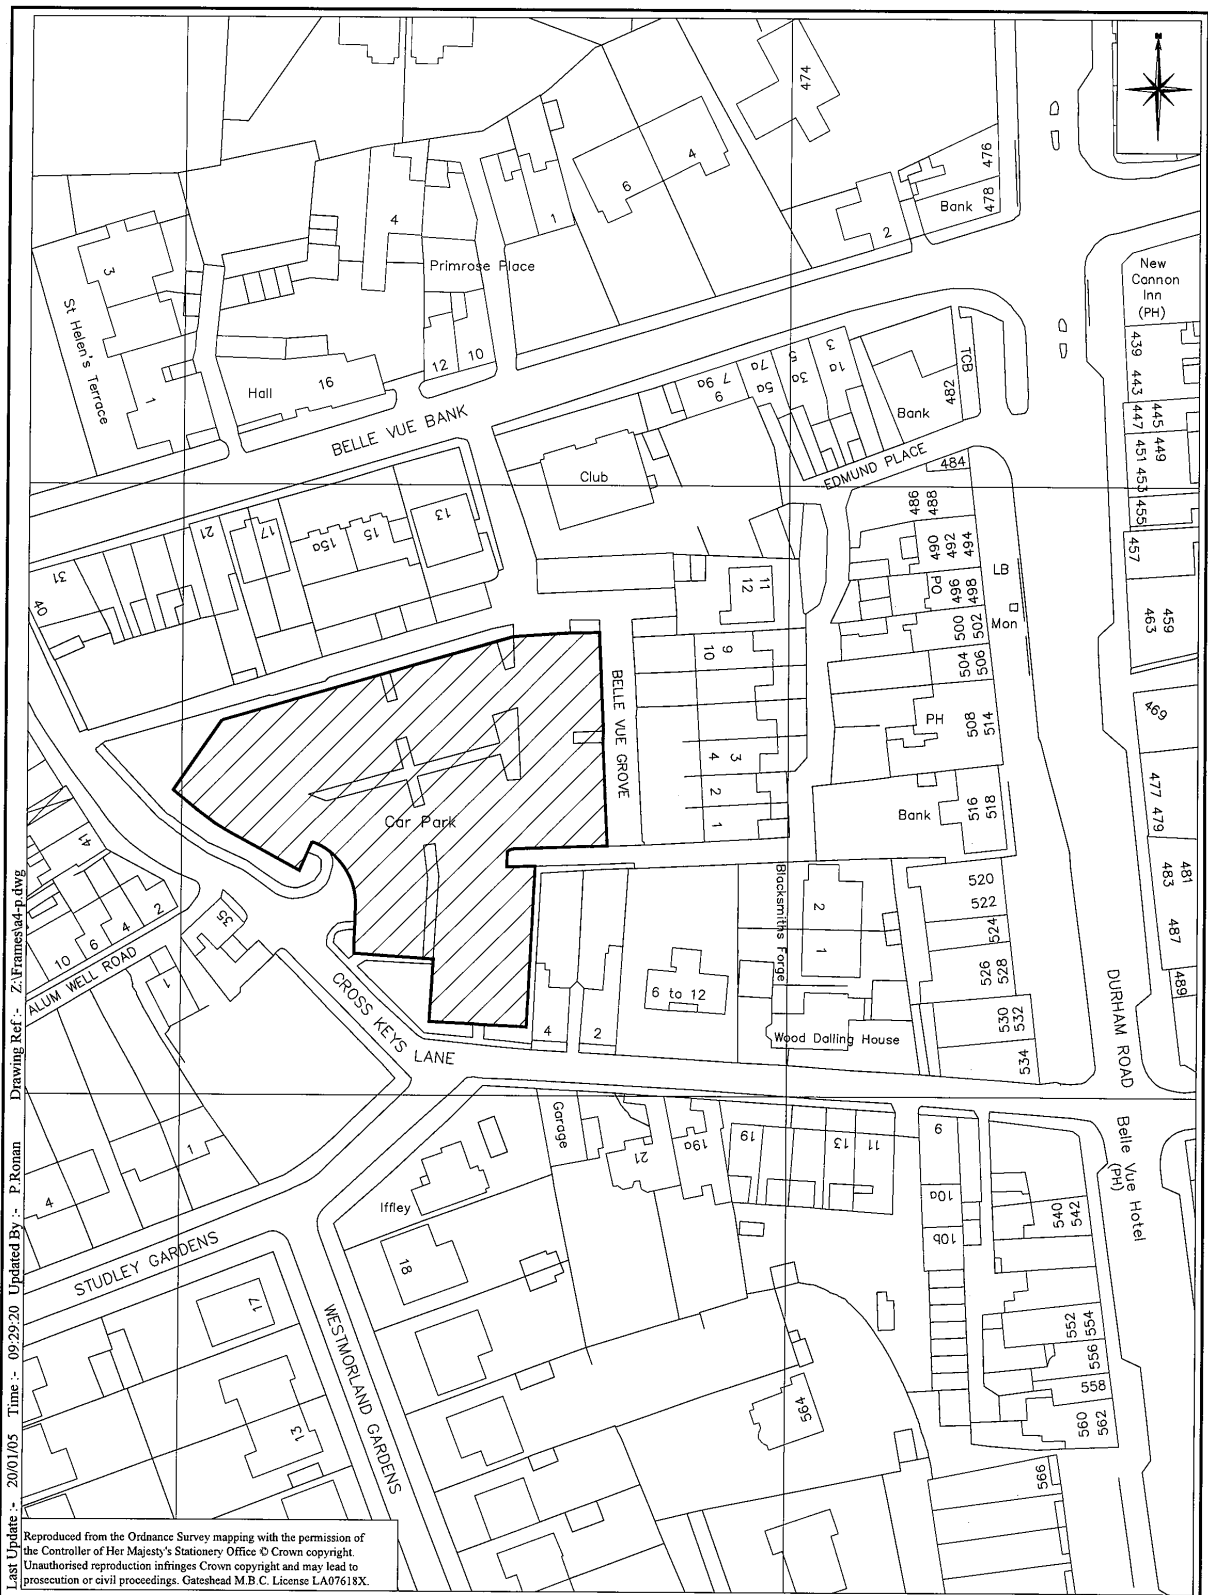 N
474
4
6
476
478
Bank
2
4
1
Primrose Place
3
St Helen's Terrace
1
Hall
16
12
10
New
Cannon
Inn
(PH)
439
443
445
447
449
451
453
455
457
459
463
TCB
482
Bank
3
1a
5
3a
7a
5a
7 9a
9
BELLE VUE BANK
Club
EDMUND PLACE
484
486
488
490
492
494
PO
496
498
LB
Mon
500
502
504
506
PH
508
514
469
31
21
17
15a
15
13
40
11
12
9
10
3
4
2
1
BELLE VUE GROVE
Car Park
Bank
516
518
477
479
481
483
487
489
520
522
524
526
528
530
532
534
Blacksmiths Forge
2
1
6 to 12
Wood Dalling House
DURHAM ROAD
41
2
4
6
10
35
ALUM WELL ROAD
1
CROSS KEYS LANE
4
2
Garage
21
19a
19
13
11
9
10a
10b
Belle Vue Hotel
(PH)
540
542
552
554
556
558
560
562
566
564
1
4
Iffley
18
STUDLEY GARDENS
17
13
WESTMORLAND GARDENS
Last Update :- 20/01/05 Time :- 09:29:20 Updated By :- P.Ronan Drawing Ref :- Z:\Frames\a4-p.dwg
Reproduced from the Ordnance Survey mapping with the permission of
the Controller of Her Majesty's Stationery Office © Crown copyright.
Unauthorised reproduction infringes Crown copyright and may lead to
prosecution or civil proceedings. Gateshead M.B.C. License LA07618X.